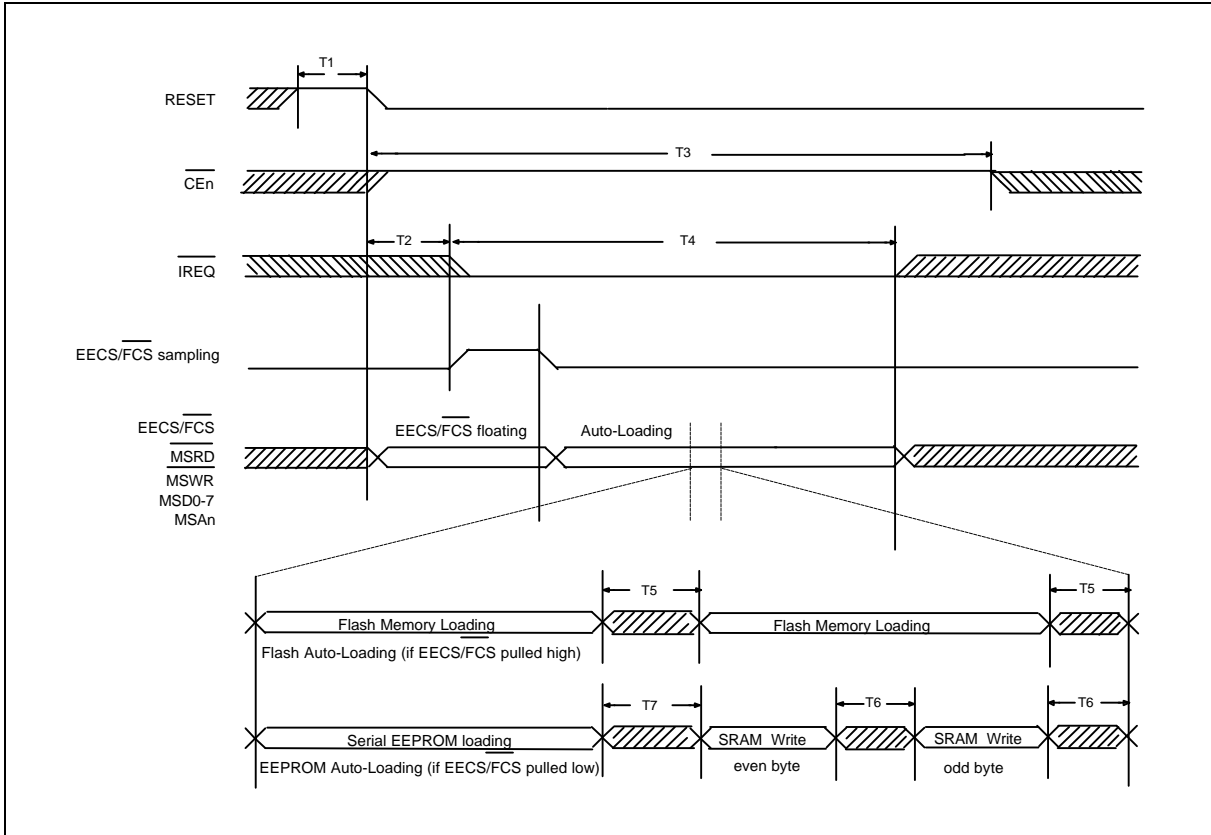 T1
RESET
T3
CEn
T2
T4
IREQ
EECS/FCS sampling
EECS/FCS
EECS/FCS floating
Auto-Loading
MSRD
MSWR
MSD0-7
MSAn
T5
T5
Flash Memory Loading
Flash Memory Loading
Flash Auto-Loading (if EECS/FCS pulled high)
T7
T6
T6
Serial EEPROM loading
SRAM Write
SRAM Write
EEPROM Auto-Loading (if EECS/FCS pulled low)
even byte
odd byte